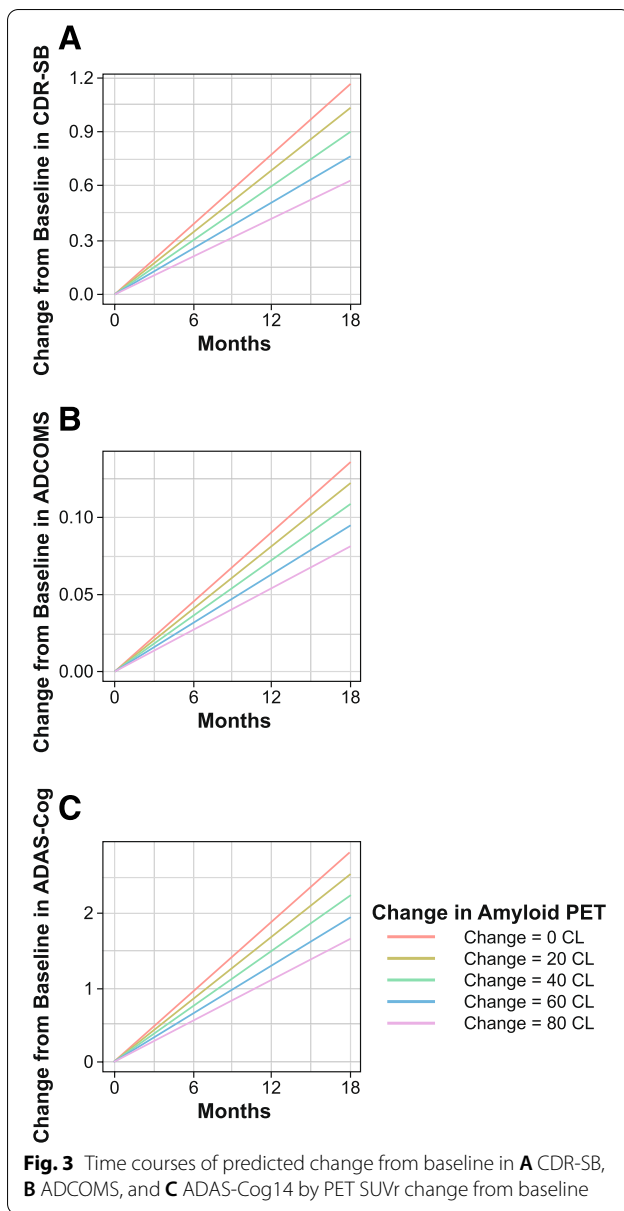 A
Change from Baseline in CDR-SB
1.2
0.9
0.6
0.3
0.0
0 6 12 18
Months
B
Change from Baseline in ADCOMS
0.10
0.05
0.00
0 6 12 18
Months
C
Change from Baseline in ADAS-Cog
2
1
0
0 6 12 18
Months
Change in Amyloid PET
Change = 0 CL
Change = 20 CL
Change = 40 CL
Change = 60 CL
Change = 80 CL
Fig. 3 Time courses of predicted change from baseline in A CDR-SB,
B ADCOMS, and C ADAS-Cog14 by PET SUVr change from baseline